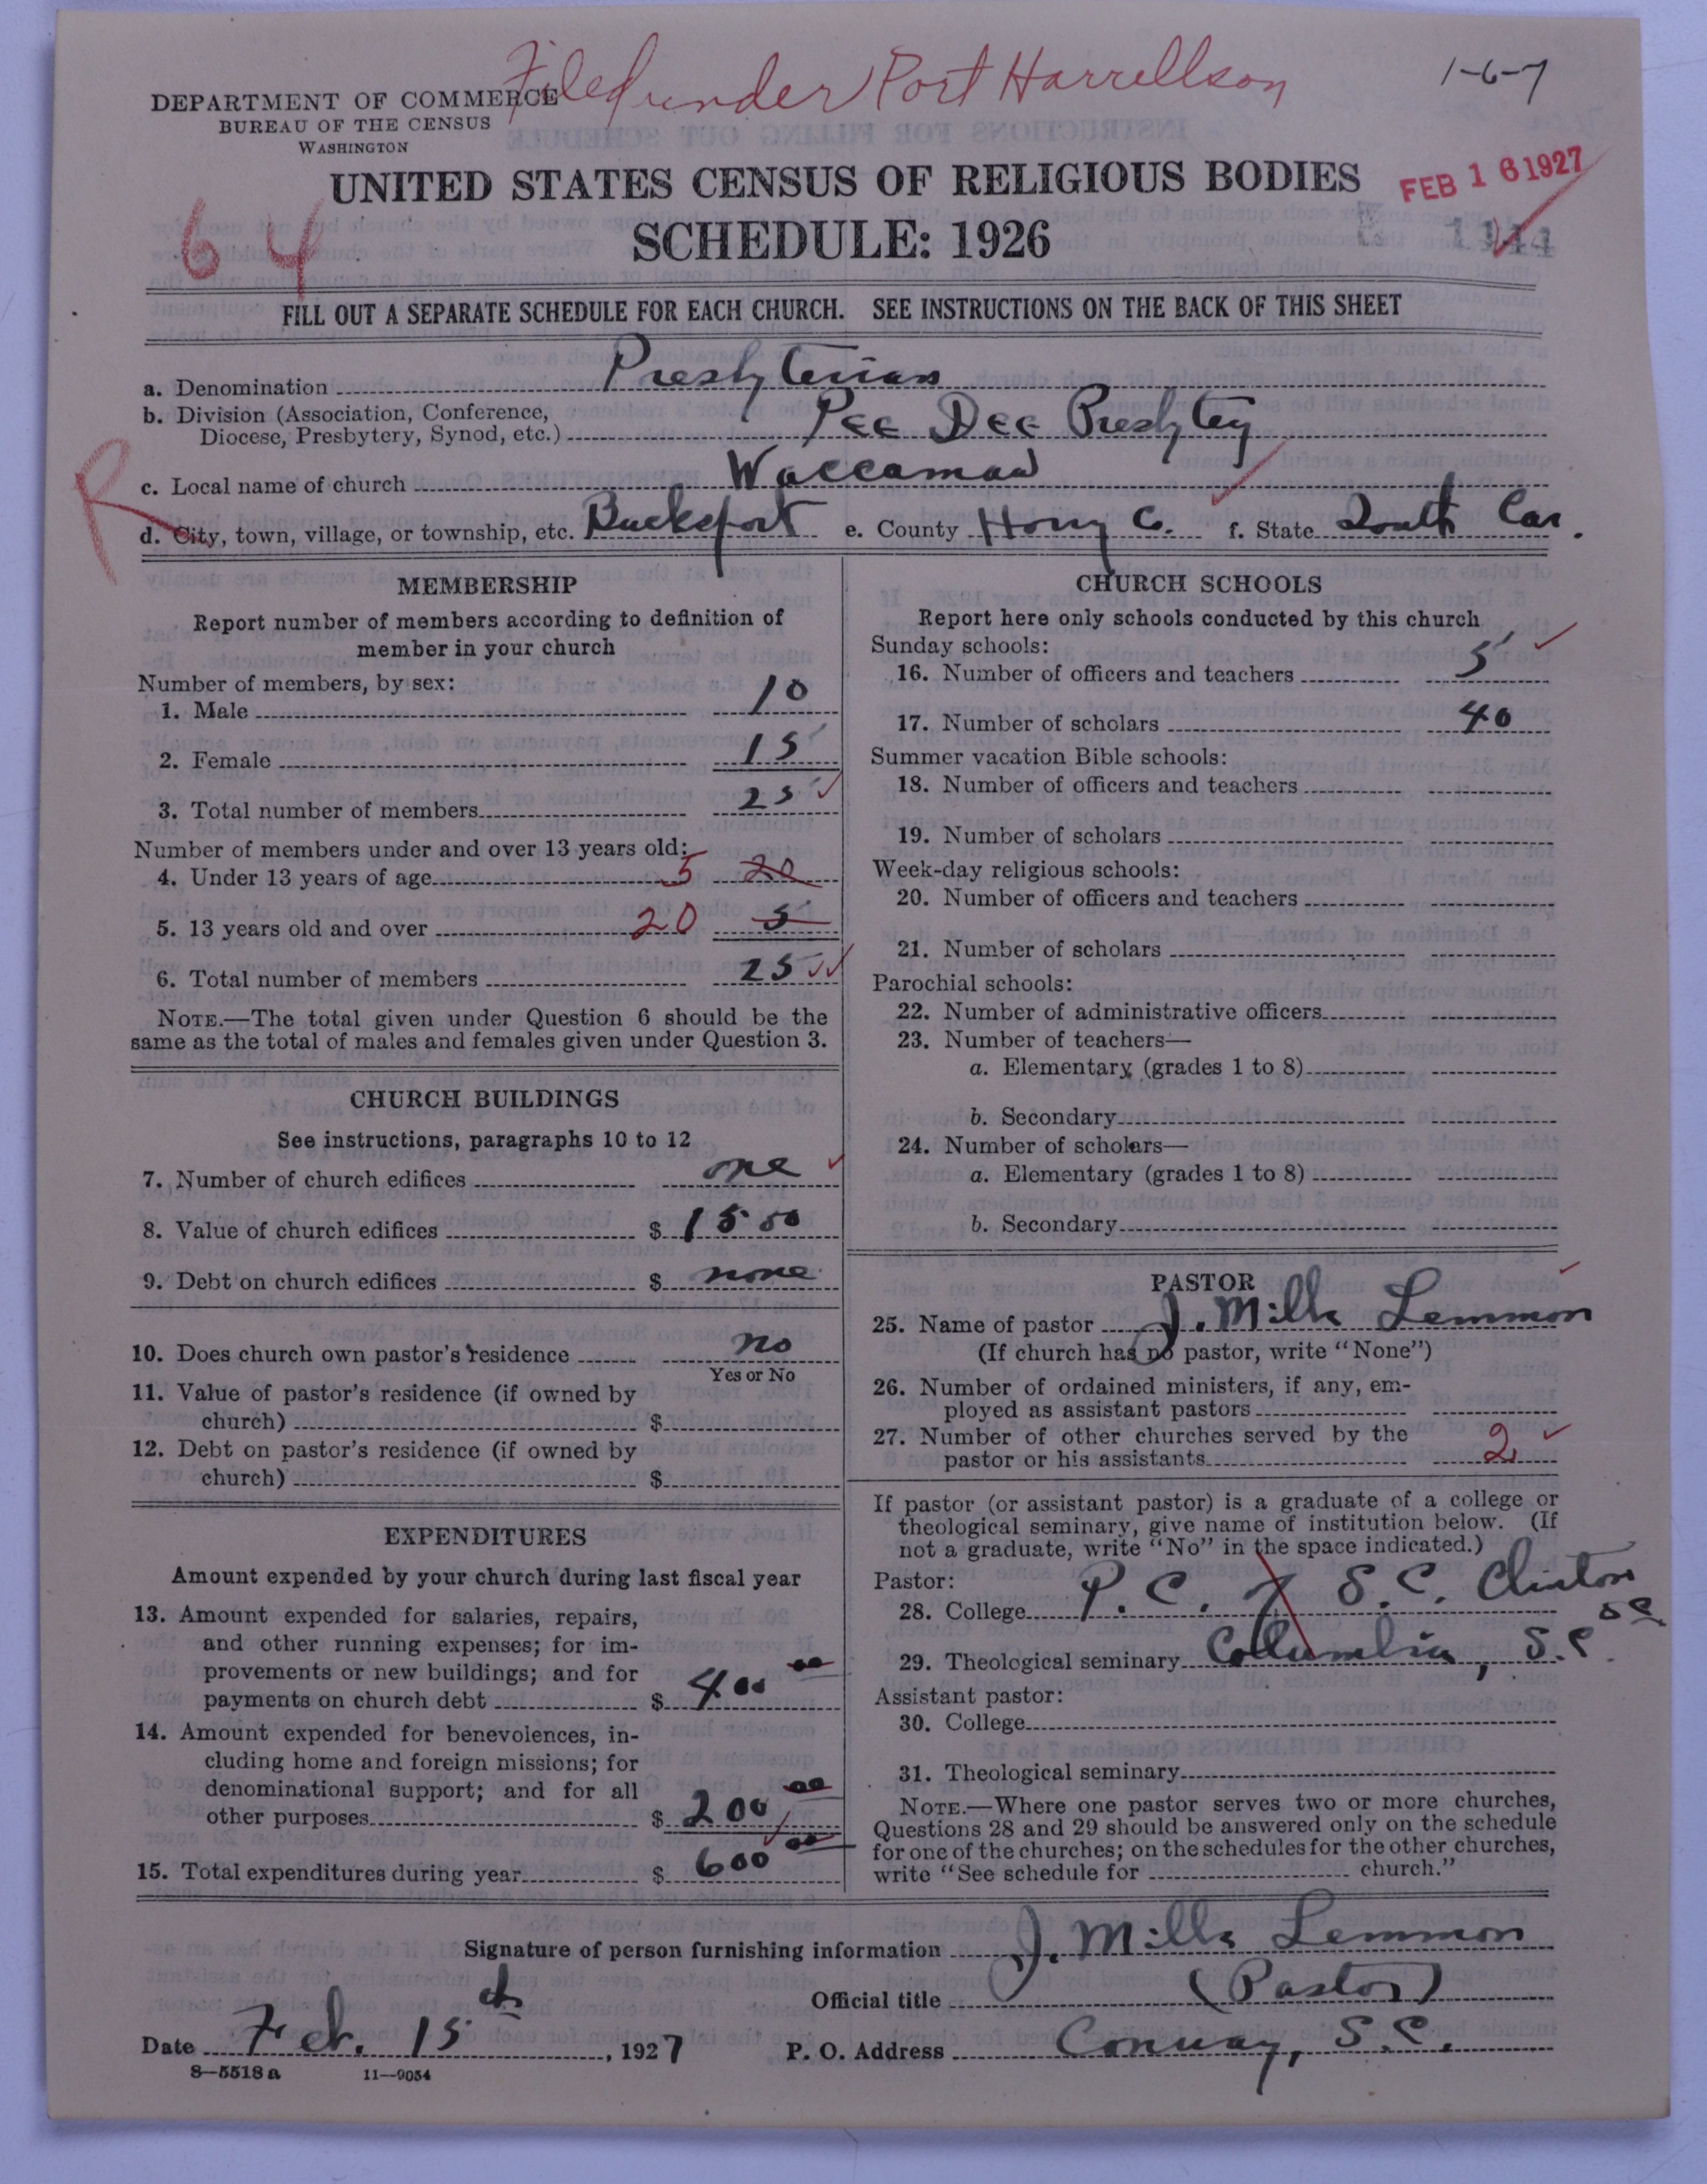 Filed under Port Harrellson
1-6-7
DEPARTMENT OF COMMERCE
BUREAU OF THE CENSUS
WASHINGTON
UNITED STATES CENSUS OF RELIGIOUS BODIES
FEB 16 1927
64
SCHEDULE: 1926
1944
FILL OUT A SEPARATE SCHEDULE FOR EACH CHURCH. SEE INSTRUCTIONS ON THE BACK OF THIS SHEET
a. Denomination Presbyterian
b. Division (Association, Conference,
Diocese, Presbytery, Synod, etc.) Pee Dee Presbytey
R
c. Local name of church Waccamaw
d. City, town, village, or township, etc. Bucksport e. County Horry Co. f. State South Car.
MEMBERSHIP
Report number of members according to definition of
member in your church
Number of members, by sex:
1. Male 10
2. Female 15
3. Total number of members 25
Number of members under and over 13 years old:
4. Under 13 years of age 5 20
5. 13 years old and over 20 5
6. Total number of members 25
NOTE.—The total given under Question 6 should be the
same as the total of males and females given under Question 3.
CHURCH BUILDINGS
See instructions, paragraphs 10 to 12
7. Number of church edifices one
8. Value of church edifices $ 1500
9. Debt on church edifices $ none
10. Does church own pastor's residence no
Yes or No
11. Value of pastor's residence (if owned by
church) $
12. Debt on pastor's residence (if owned by
church) $
EXPENDITURES
Amount expended by your church during last fiscal year
13. Amount expended for salaries, repairs,
and other running expenses; for im-
provements or new buildings; and for
payments on church debt $ 400 00
14. Amount expended for benevolences, in-
cluding home and foreign missions; for
denominational support; and for all
other purposes $ 200 00
15. Total expenditures during year $ 600 00
CHURCH SCHOOLS
Report here only schools conducted by this church
Sunday schools:
16. Number of officers and teachers 5
17. Number of scholars 40
Summer vacation Bible schools:
18. Number of officers and teachers
19. Number of scholars
Week-day religious schools:
20. Number of officers and teachers
21. Number of scholars
Parochial schools:
22. Number of administrative officers
23. Number of teachers—
a. Elementary (grades 1 to 8)
b. Secondary
24. Number of scholars—
a. Elementary (grades 1 to 8)
b. Secondary
PASTOR
25. Name of pastor J. Mills Lemmon
(If church has no pastor, write "None")
26. Number of ordained ministers, if any, em-
ployed as assistant pastors
27. Number of other churches served by the
pastor or his assistants 2
If pastor (or assistant pastor) is a graduate of a college or
theological seminary, give name of institution below. (If
not a graduate, write "No" in the space indicated.)
Pastor:
28. College P. C. of S. C. Clinton SC
29. Theological seminary Columbia, S.C.
Assistant pastor:
30. College
31. Theological seminary
NOTE.—Where one pastor serves two or more churches,
Questions 28 and 29 should be answered only on the schedule
for one of the churches; on the schedules for the other churches,
write "See schedule for church."
Signature of person furnishing information J. Mills Lemmon
Official title (Pastor)
Date Feb. 15th, 1927 P. O. Address Conway, S.C.
8—5518a 11—9054